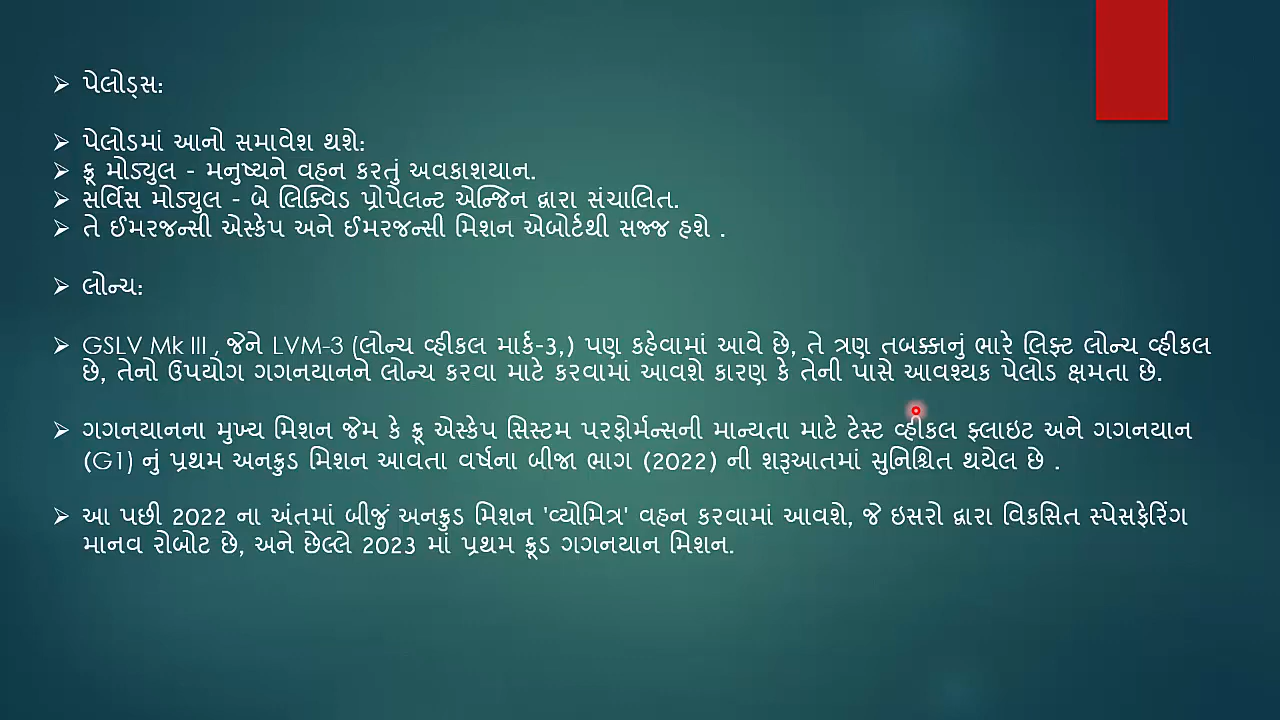 ➢ પેલોડ્સ:
➢ પેલોડમાં આનો સમાવેશ થશે:
➢ ક્રૂ મોડ્યુલ - મનુષ્યને વહન કરતું અવકાશયાન.
➢ સર્વિસ મોડ્યુલ - બે લિક્વિડ પ્રોપેલન્ટ એન્જિન દ્વારા સંચાલિત.
➢ તે ઈમરજન્સી એસ્કેપ અને ઈમરજન્સી મિશન એબોર્ટથી સજ્જ હશે .
➢ લોન્ચ:
➢ GSLV Mk III , જેને LVM-3 (લોન્ચ વ્હીકલ માર્ક-3,) પણ કહેવામાં આવે છે, તે ત્રણ તબક્કાનું ભારે લિફ્ટ લોન્ચ વ્હીકલ
છે, તેનો ઉપયોગ ગગનયાનને લોન્ચ કરવા માટે કરવામાં આવશે કારણ કે તેની પાસે આવશ્યક પેલોડ ક્ષમતા છે.
➢ ગગનયાનના મુખ્ય મિશન જેમ કે ક્રૂ એસ્કેપ સિસ્ટમ પરફોર્મન્સની માન્યતા માટે ટેસ્ટ વ્હીકલ ફ્લાઇટ અને ગગનયાન
(G1) નું પ્રથમ અનક્રુડ મિશન આવતા વર્ષના બીજા ભાગ (2022) ની શરૂઆતમાં સુનિશ્ચિત થયેલ છે .
➢ આ પછી 2022 ના અંતમાં બીજું અનક્રુડ મિશન 'વ્યોમિત્ર' વહન કરવામાં આવશે, જે ઇસરો દ્વારા વિકસિત સ્પેસફેરિંગ
માનવ રોબોટ છે, અને છેલ્લે 2023 માં પ્રથમ ક્રૂડ ગગનયાન મિશન.